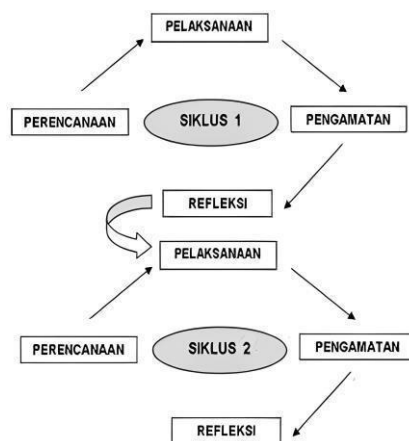 PELAKSANAAN
PERENCANAAN
SIKLUS 1
PENGAMATAN
REFLEKSI
PELAKSANAAN
PERENCANAAN
SIKLUS 2
PENGAMATAN
REFLEKSI